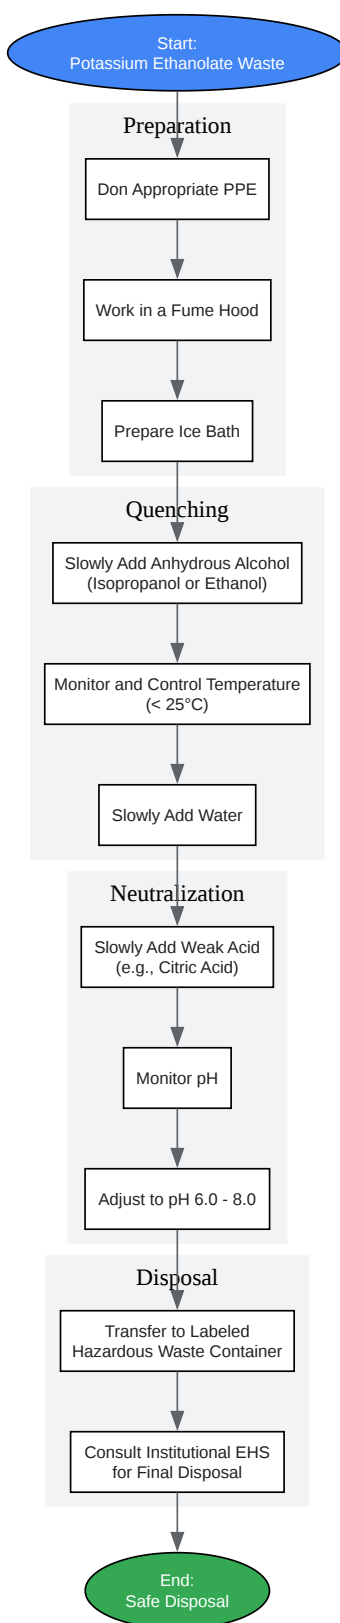 Start:
Potassium Ethanolate Waste
Preparation
Don Appropriate PPE
Work in a Fume Hood
Prepare Ice Bath
Quenching
Slowly Add Anhydrous Alcohol
(Isopropanol or Ethanol)
Monitor and Control Temperature
(< 25°C)
Slowly Add Water
Neutralization
Slowly Add Weak Acid
(e.g., Citric Acid)
Monitor pH
Adjust to pH 6.0 - 8.0
Disposal
Transfer to Labeled
Hazardous Waste Container
Consult Institutional EHS
for Final Disposal
End:
Safe Disposal